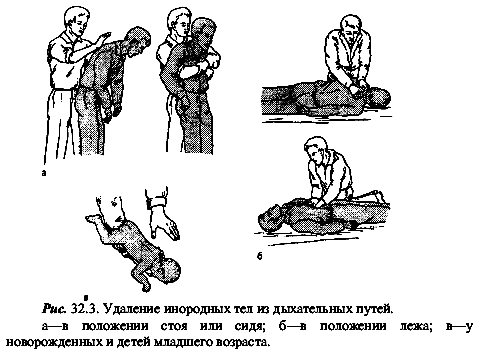 а
б
в
Рис. 32.3. Удаление инородных тел из дыхательных путей.
а—в положении стоя или сидя; б—в положении лежа; в—у
новорожденных и детей младшего возраста.